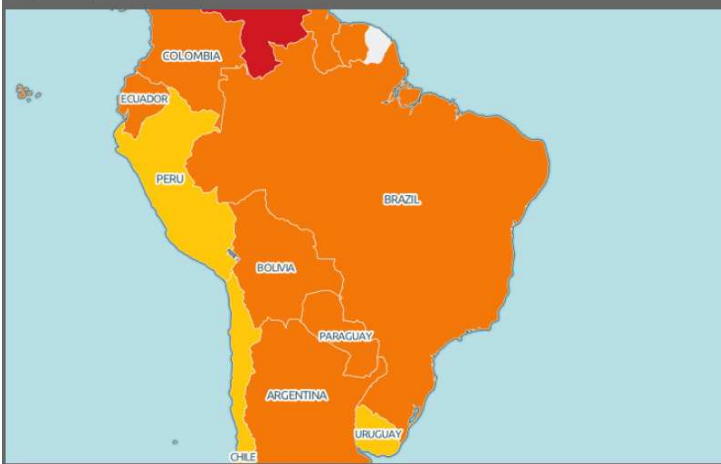 COLOMBIA
ECUADOR
PERU
BRAZIL
BOLIVIA
PARAGUAY
ARGENTINA
URUGUAY
CHILE